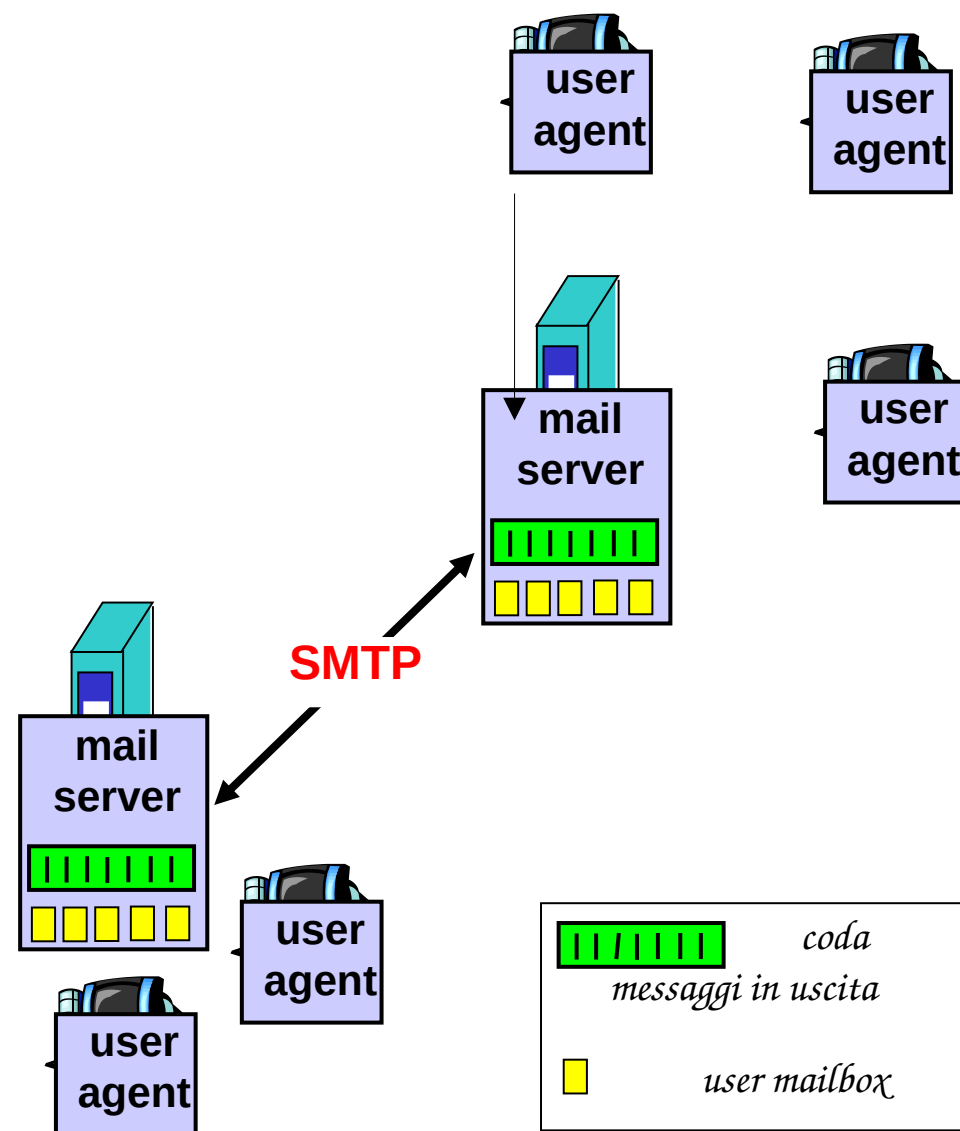 user
agent
user
agent
user
agent
mail
server
SMTP
mail
server
user
agent
user
agent
coda
messaggi in uscita
user mailbox